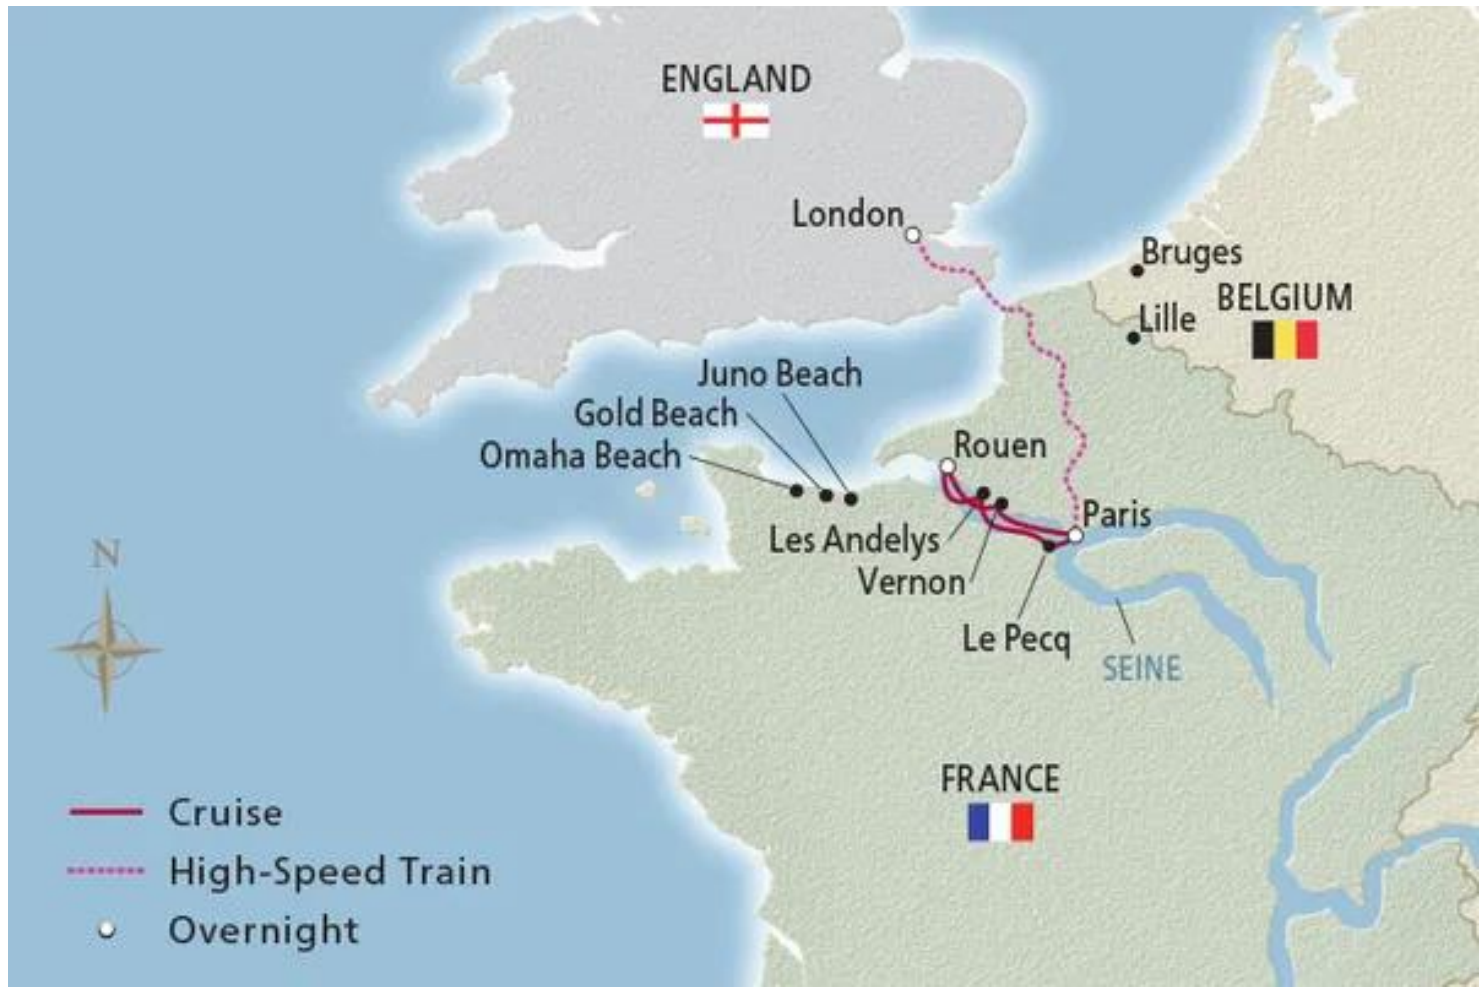 ENGLAND
London
Bruges
BELGIUM
Lille
Juno Beach
Gold Beach
Omaha Beach
Rouen
Paris
Les Andelys
Vernon
Le Pecq
SEINE
N
FRANCE
Cruise
High-Speed Train
Overnight